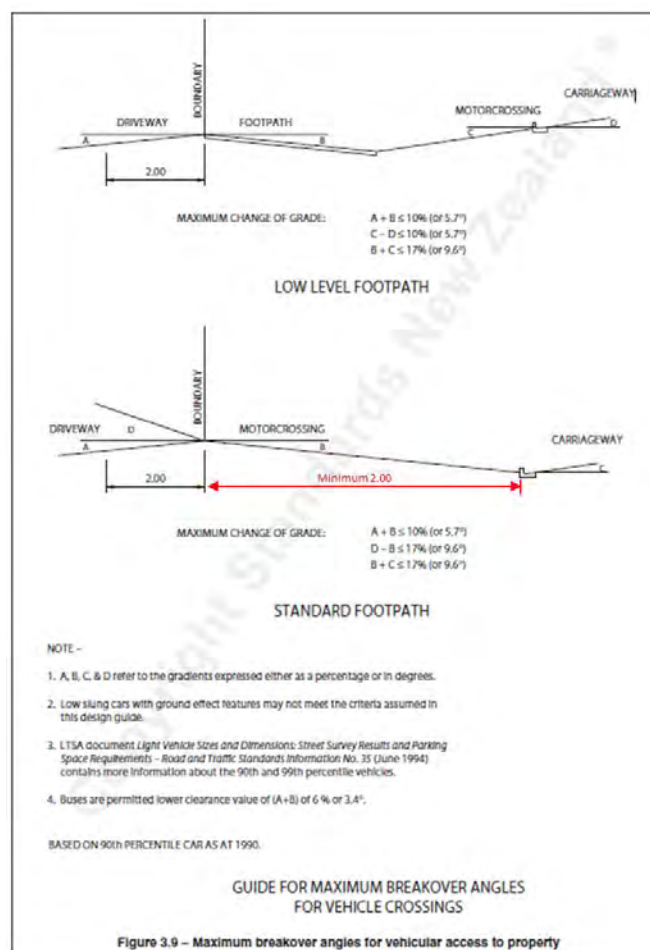 BOUNDARY
CARRIAGEWAY
MOTORCROSSING
DRIVEWAY FOOTPATH
A B C D
2.00
MAXIMUM CHANGE OF GRADE: A + B ≤ 10% (or 5.7°)
C – D ≤ 10% (or 5.7°)
B + C ≤ 17% (or 9.6°)
LOW LEVEL FOOTPATH
BOUNDARY
D
DRIVEWAY MOTORCROSSING
A B
CARRIAGEWAY
C
2.00 Minimum 2.00
MAXIMUM CHANGE OF GRADE: A + B ≤ 10% (or 5.7°)
D – B ≤ 17% (or 9.6°)
B + C ≤ 17% (or 9.6°)
STANDARD FOOTPATH
NOTE –
1. A, B, C, & D refer to the gradients expressed either as a percentage or in degrees.
2. Low slung cars with ground effect features may not meet the criteria assumed in
this design guide.
3. LTSA document Light Vehicle Sizes and Dimensions: Street Survey Results and Parking
Space Requirements – Road and Traffic Standards Information No. 35 (June 1994)
contains more information about the 90th and 99th percentile vehicles.
4. Buses are permitted lower clearance value of (A+B) of 6 % or 3.4°.
BASED ON 90th PERCENTILE CAR AS AT 1990.
GUIDE FOR MAXIMUM BREAKOVER ANGLES
FOR VEHICLE CROSSINGS
Figure 3.9 – Maximum breakover angles for vehicular access to property
Copyright Standards New Zealand